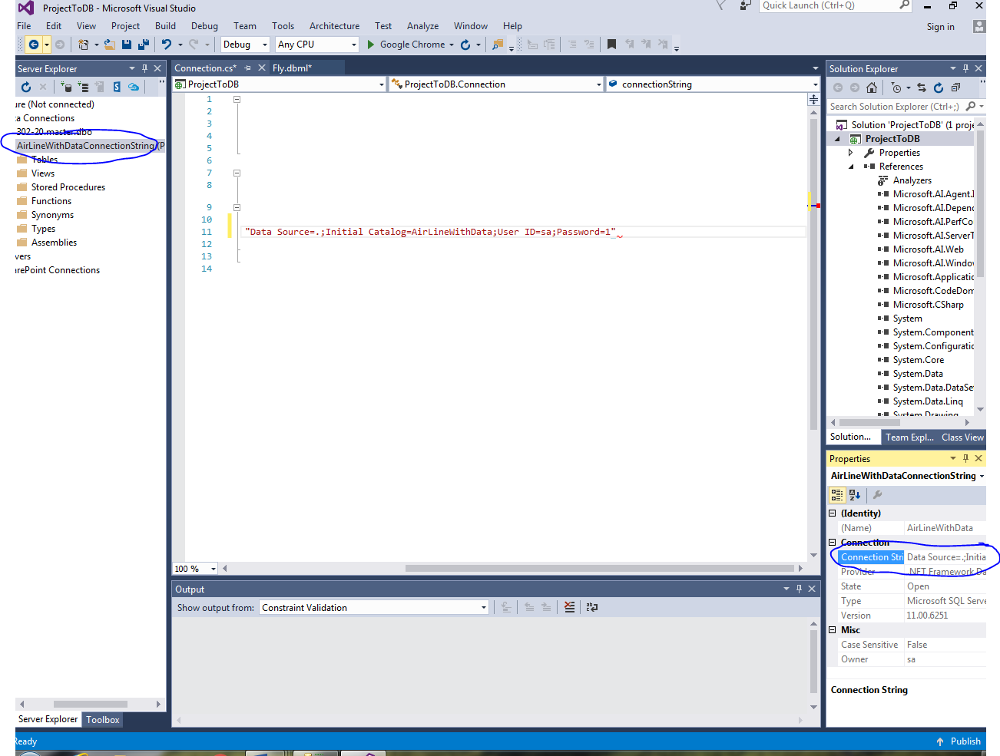 ProjectToDB - Microsoft Visual Studio
Quick Launch (Ctrl+Q)
File Edit View Project Build Debug Team Tools Architecture Test Analyze Window Help
Sign in
Debug Any CPU Google Chrome
Server Explorer
ure (Not connected)
a Connections
302-20.master.dbo
AirLineWithDataConnectionString (P
Tables
Views
Stored Procedures
Functions
Synonyms
Types
Assemblies
vers
arePoint Connections
Server Explorer Toolbox
Connection.cs* Fly.dbml*
ProjectToDB ProjectToDB.Connection connectionString
1
2
3
4
5
6
7
8
9
10
11 "Data Source=.;Initial Catalog=AirLineWithData;User ID=sa;Password=1"
12
13
14
100 %
Output
Show output from: Constraint Validation
Solution Explorer
Search Solution Explorer (Ctrl+;)
Solution 'ProjectToDB' (1 proje
ProjectToDB
Properties
References
Analyzers
Microsoft.AI.Agent.I
Microsoft.AI.Depend
Microsoft.AI.PerfCo
Microsoft.AI.ServerT
Microsoft.AI.Web
Microsoft.AI.Window
Microsoft.Applicatio
Microsoft.CodeDom
Microsoft.CSharp
System
System.Component
System.Configuratic
System.Core
System.Data
System.Data.DataSe
System.Data.Linq
System.Drawing
Solution... Team Expl... Class View
Properties
AirLineWithDataConnectionString
(Identity)
(Name) AirLineWithData
Connection
Connection Stri Data Source=.;Initia
Provider .NET Framework Da
State Open
Type Microsoft SQL Serve
Version 11.00.6251
Misc
Case Sensitive False
Owner sa
Connection String
Ready
Publish